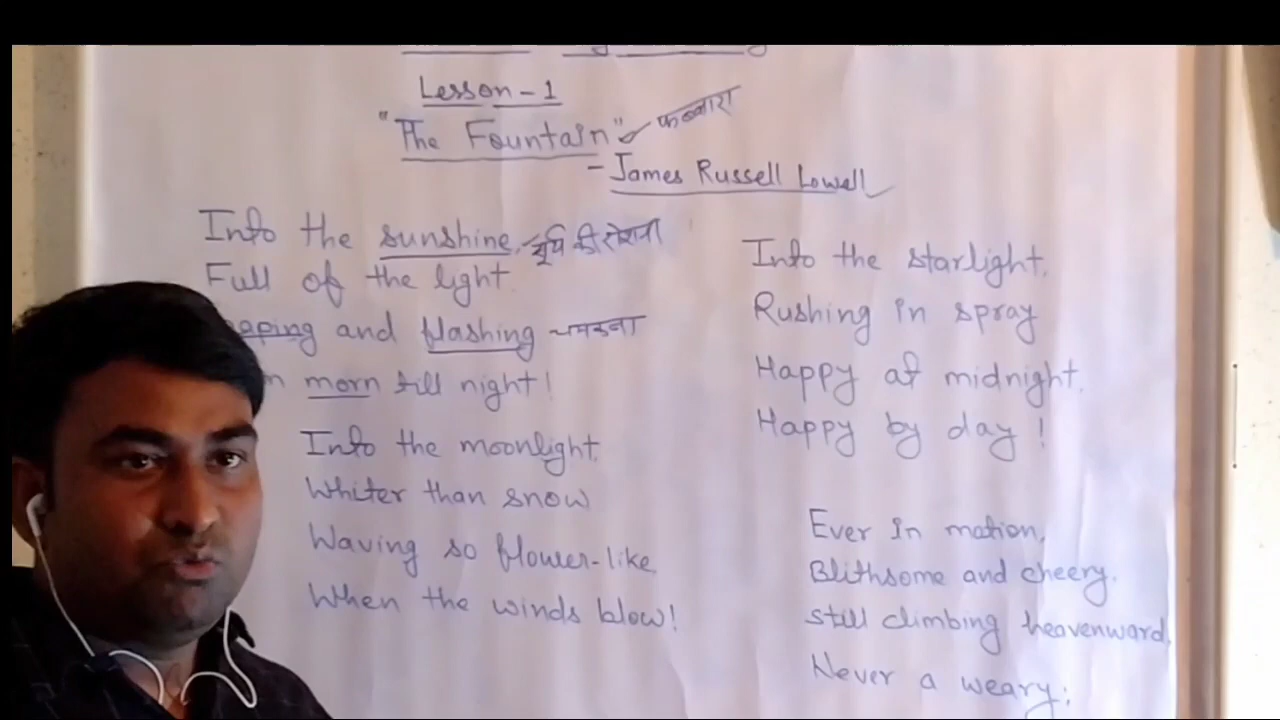 Lesson - 1
"The Fountain" फव्वारा
- James Russell Lowell
Into the sunshine, सूर्य की रोशनी
Full of the light.
and flashing चमकना
morn till night!
Into the moonlight,
Whiter than snow
Waving so flower-like,
When the winds blow!
Into the starlight,
Rushing in spray
Happy at midnight.
Happy by day!
Ever in motion,
Blithsome and cheery.
Still climbing heavenward,
Never a weary;